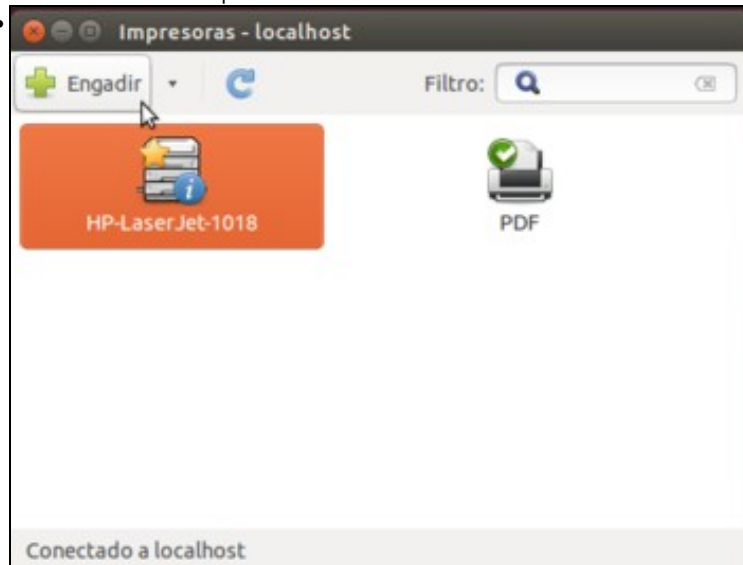 Impresoras - localhost
Engadir
Filtro:
HP-LaserJet-1018
PDF
Conectado a localhost